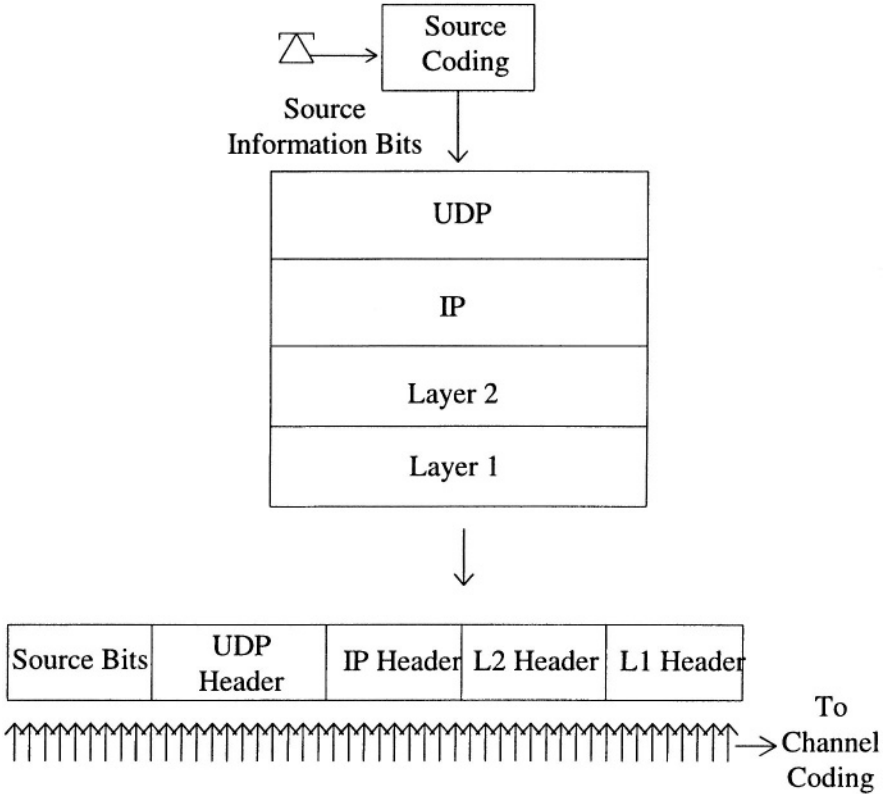 Source
Coding
Source
Information Bits
UDP
IP
Layer 2
Layer 1
Source Bits
UDP
Header
IP Header
L2 Header
L1 Header
To
Channel
Coding